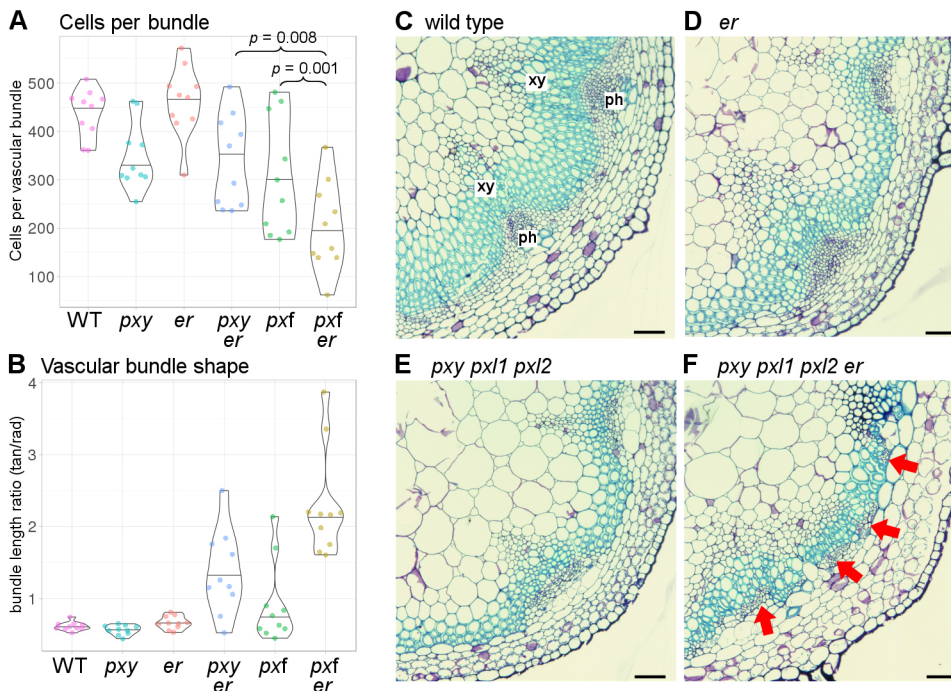 A Cells per bundle
p = 0.008
p = 0.001
Cells per vascular bundle
500
400
300
200
100
WT pxy er pxy er pxf pxf er
B Vascular bundle shape
bundle length ratio (tan/rad)
4
3
2
1
WT pxy er pxy er pxf pxf er
C wild type
xy
ph
xy
ph
D er
E pxy pxl1 pxl2
F pxy pxl1 pxl2 er